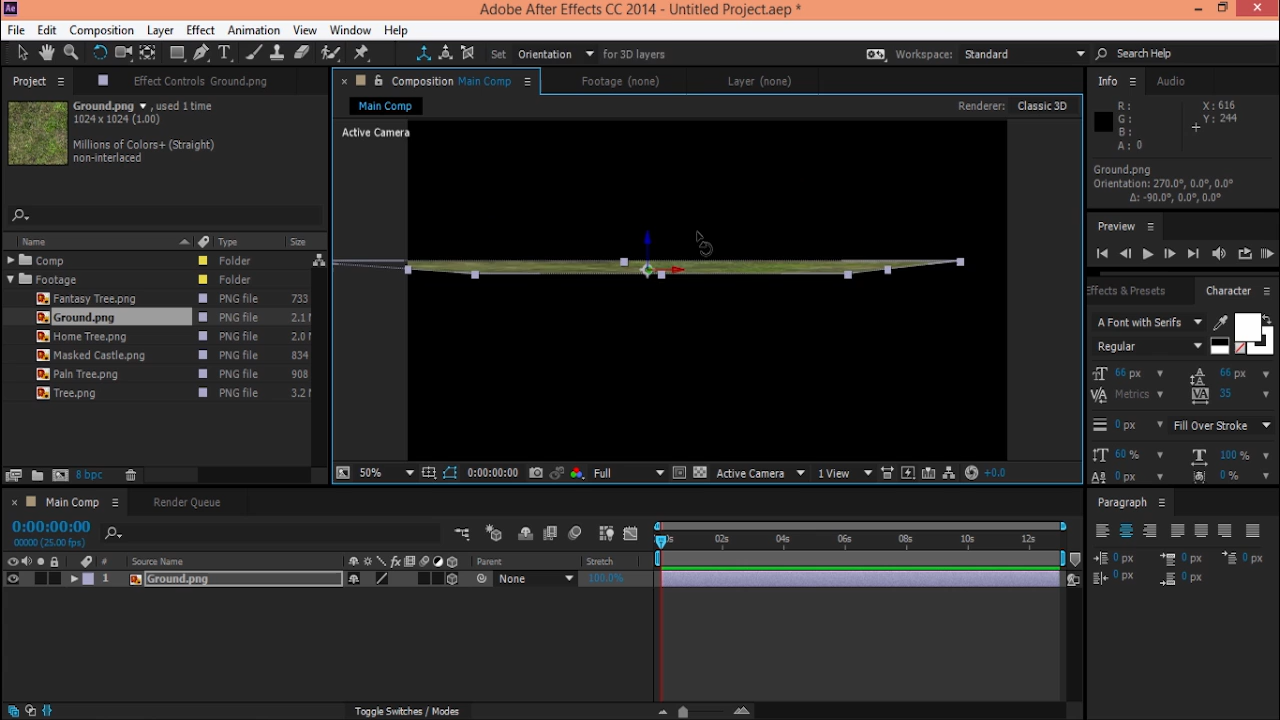 Ae Adobe After Effects CC 2014 - Untitled Project.aep *
File Edit Composition Layer Effect Animation View Window Help
Set Orientation for 3D layers Workspace: Standard Search Help
Project Effect Controls Ground.png
Ground.png , used 1 time
1024 x 1024 (1.00)
Millions of Colors+ (Straight)
non-interlaced
Name Type Size
Comp Folder
Footage Folder
Fantasy Tree.png PNG file 733
Ground.png PNG file 2.1
Home Tree.png PNG file 2.0
Masked Castle.png PNG file 834
Paln Tree.png PNG file 908
Tree.png PNG file 3.2
8 bpc
Composition Main Comp Footage (none) Layer (none)
Main Comp Renderer: Classic 3D
Active Camera
50% 0:00:00:00 Full Active Camera 1 View +0.0
Info Audio
R: X: 616
G: Y: 244
B:
A: 0
Ground.png
Orientation: 270.0°, 0.0°, 0.0°
Δ: -90.0°, 0.0°, 0.0°
Preview
Effects & Presets Character
A Font with Serifs
Regular
66 px 66 px
Metrics 35
0 px Fill Over Stroke
60 % 100 %
0 px 0 %
Paragraph
0 px 0 px 0 px
0 px 0 px
Main Comp Render Queue
0:00:00:00
00000 (25.00 fps)
# Source Name Parent Stretch
1 Ground.png None 100.0%
02s 04s 06s 08s 10s 12s
Toggle Switches / Modes